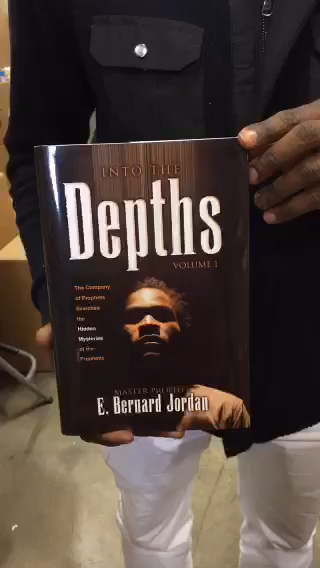 INTO THE
Depths
VOLUME 1
The Company
of Prophets
Searches
the
Hidden
Mysteries
of the
Prophetic
MASTER PROPHET
E. Bernard Jordan